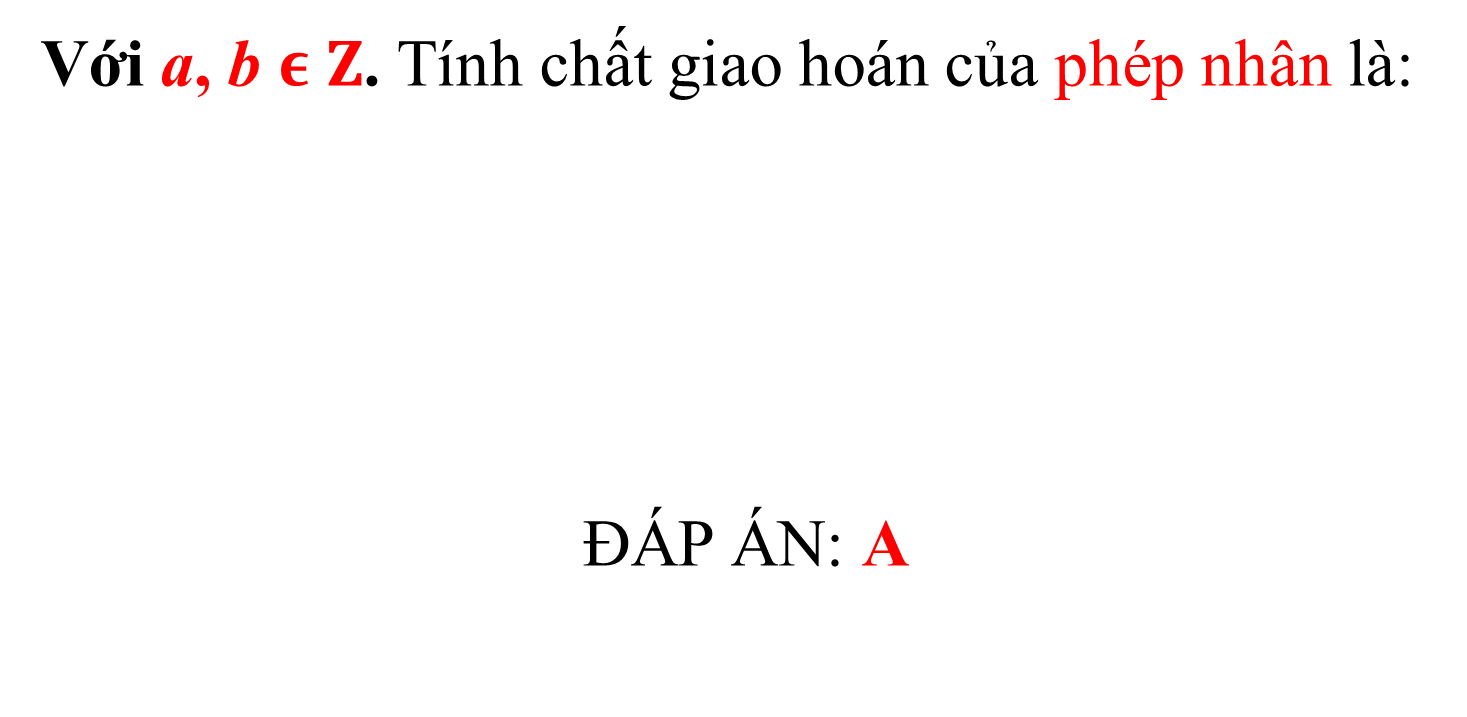 Với a, b ϵ Z. Tính chất giao hoán của phép nhân là:
ĐÁP ÁN: A